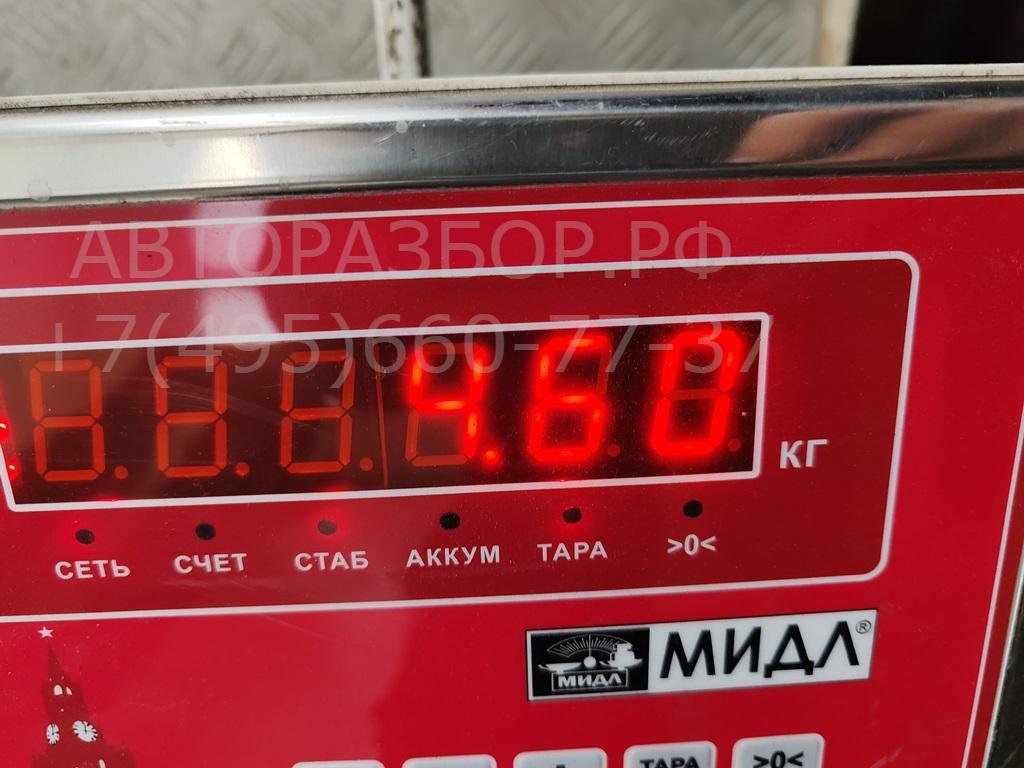 АВТОРАЗБОР.РФ
+7(495)660-77-37
4.60
КГ
СЕТЬ СЧЕТ СТАБ АККУМ ТАРА >0<
МИДЛ МИДЛ®
ТАРА >0<